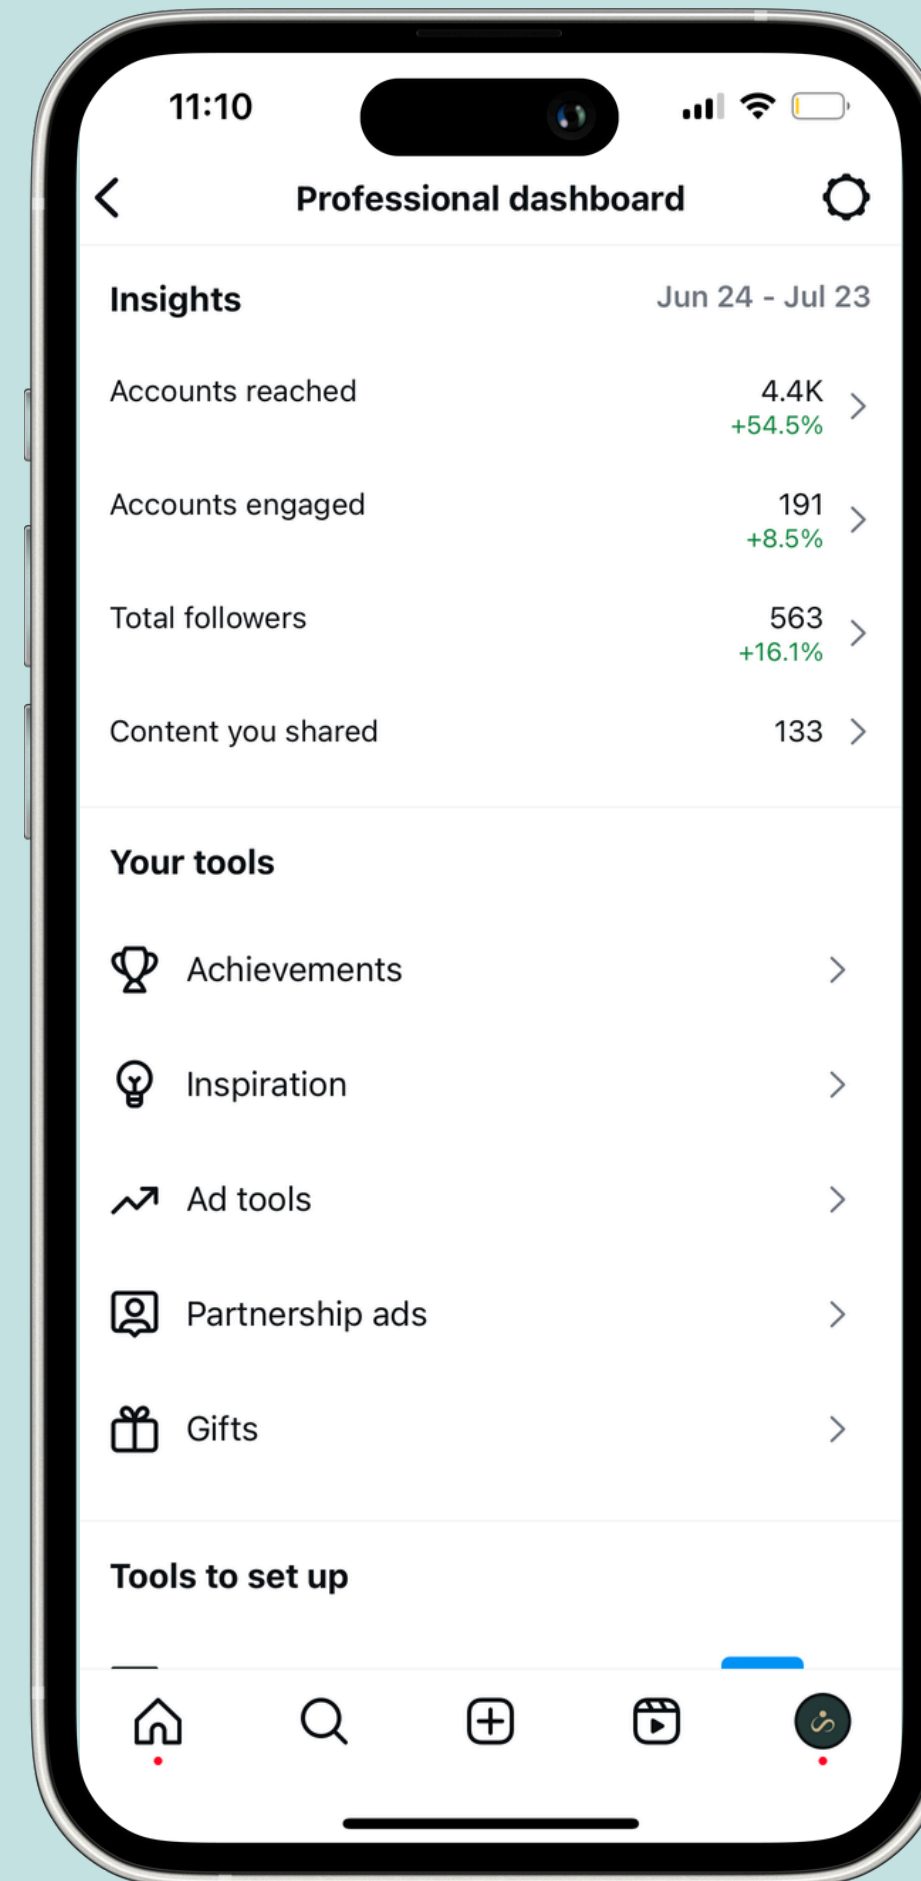 11:10
Professional dashboard
Insights
Jun 24 - Jul 23
Accounts reached
4.4K
+54.5%
Accounts engaged
191
+8.5%
Total followers
563
+16.1%
Content you shared
133
Your tools
Achievements
Inspiration
Ad tools
Partnership ads
Gifts
Tools to set up